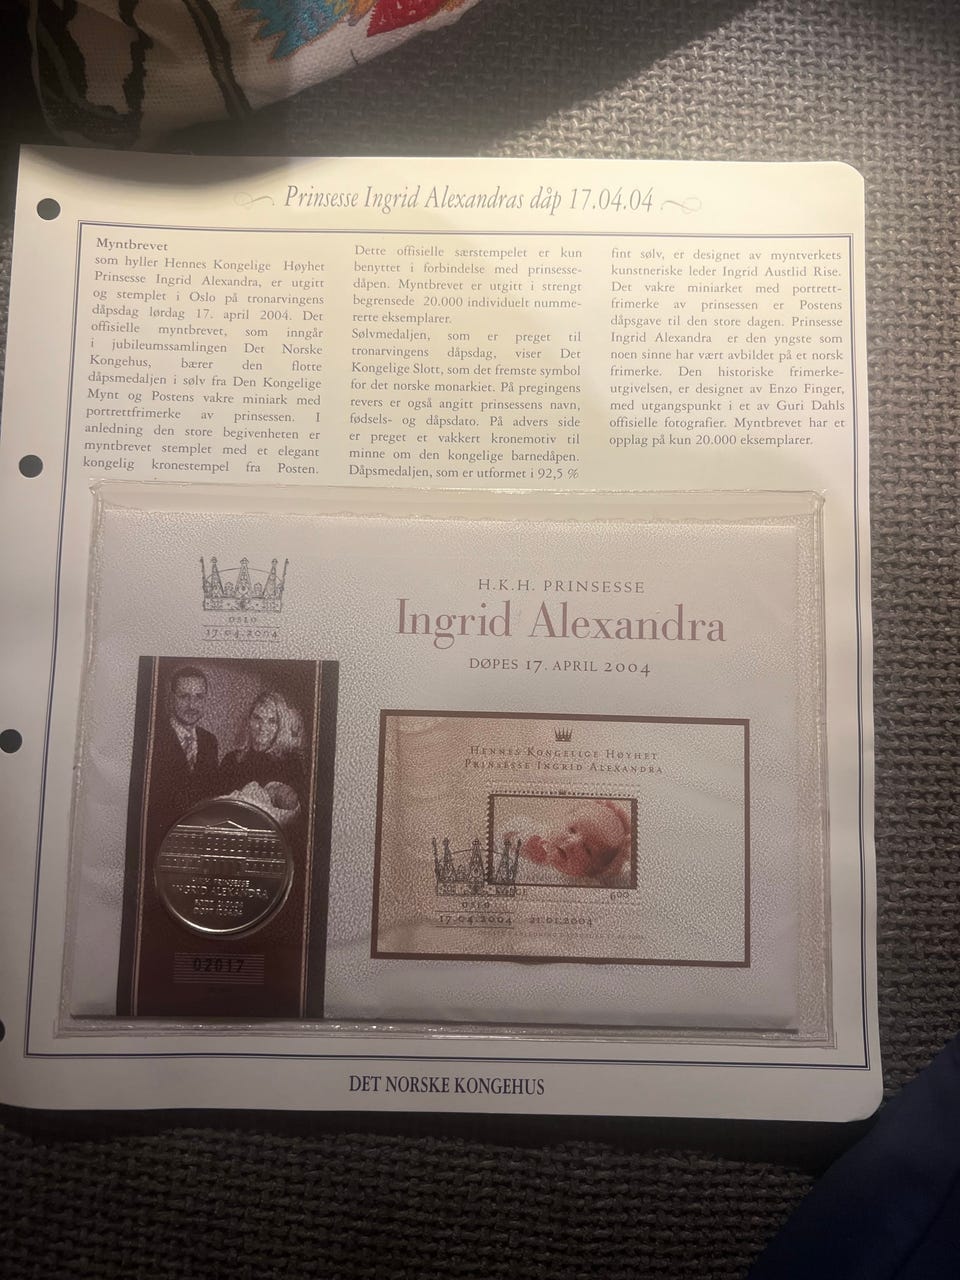 Prinsesse Ingrid Alexandras dåp 17.04.04
Myntbrevet
som hyller Hennes Kongelige Høyhet
Prinsesse Ingrid Alexandra, er utgitt
og stemplet i Oslo på tronarvingens
dåpsdag lørdag 17. april 2004. Det
offisielle myntbrevet, som inngår
i jubileumssamlingen Det Norske
Kongehus, bærer den flotte
dåpsmedaljen i sølv fra Den Kongelige
Mynt og Postens vakre miniark med
portrettfrimerke av prinsessen. I
anledning den store begivenheten er
myntbrevet stemplet med et elegant
kongelig kronestempel fra Posten.
Dette offisielle særstempelet er kun
benyttet i forbindelse med prinsesse-
dåpen. Myntbrevet er utgitt i strengt
begrensede 20.000 individuelt numme-
rerte eksemplarer.
Sølvmedaljen, som er preget til
tronarvingens dåpsdag, viser Det
Kongelige Slott, som det fremste symbol
for det norske monarkiet. På pregingens
revers er også angitt prinsessens navn,
fødsels- og dåpsdato. På advers side
er preget et vakkert kronemotiv til
minne om den kongelige barnedåpen.
Dåpsmedaljen, som er utformet i 92,5 %
fint sølv, er designet av myntverkets
kunstneriske leder Ingrid Austlid Rise.
Det vakre miniarket med portrett-
frimerke av prinsessen er Postens
dåpsgave til den store dagen. Prinsesse
Ingrid Alexandra er den yngste som
noen sinne har vært avbildet på et norsk
frimerke. Den historiske frimerke-
utgivelsen, er designet av Enzo Finger,
med utgangspunkt i et av Guri Dahls
offisielle fotografier. Myntbrevet har et
opplag på kun 20.000 eksemplarer.
OSLO
17.04.2004
H.K.H. PRINSESSE
Ingrid Alexandra
DØPES 17. APRIL 2004
HENNES KONGELIGE HØYHET
PRINSESSE INGRID ALEXANDRA
600
OSLO
17.04.2004
21.01.2004
PRINSESSE
INGRID ALEXANDRA
02017
DET NORSKE KONGEHUS